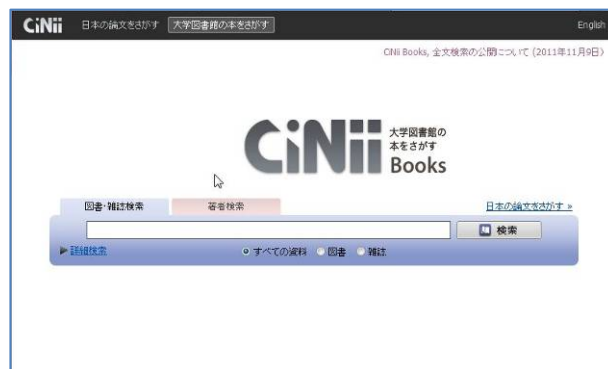 CiNii 日本の論文をさがす 大学図書館の本をさがす English
CiNii Books, 全文検索の公開について (2011年11月9日)
CiNii 大学図書館の
本をさがす
Books
図書・雑誌検索 著者検索 日本の論文をさがす »
検索
詳細検索 すべての資料 図書 雑誌